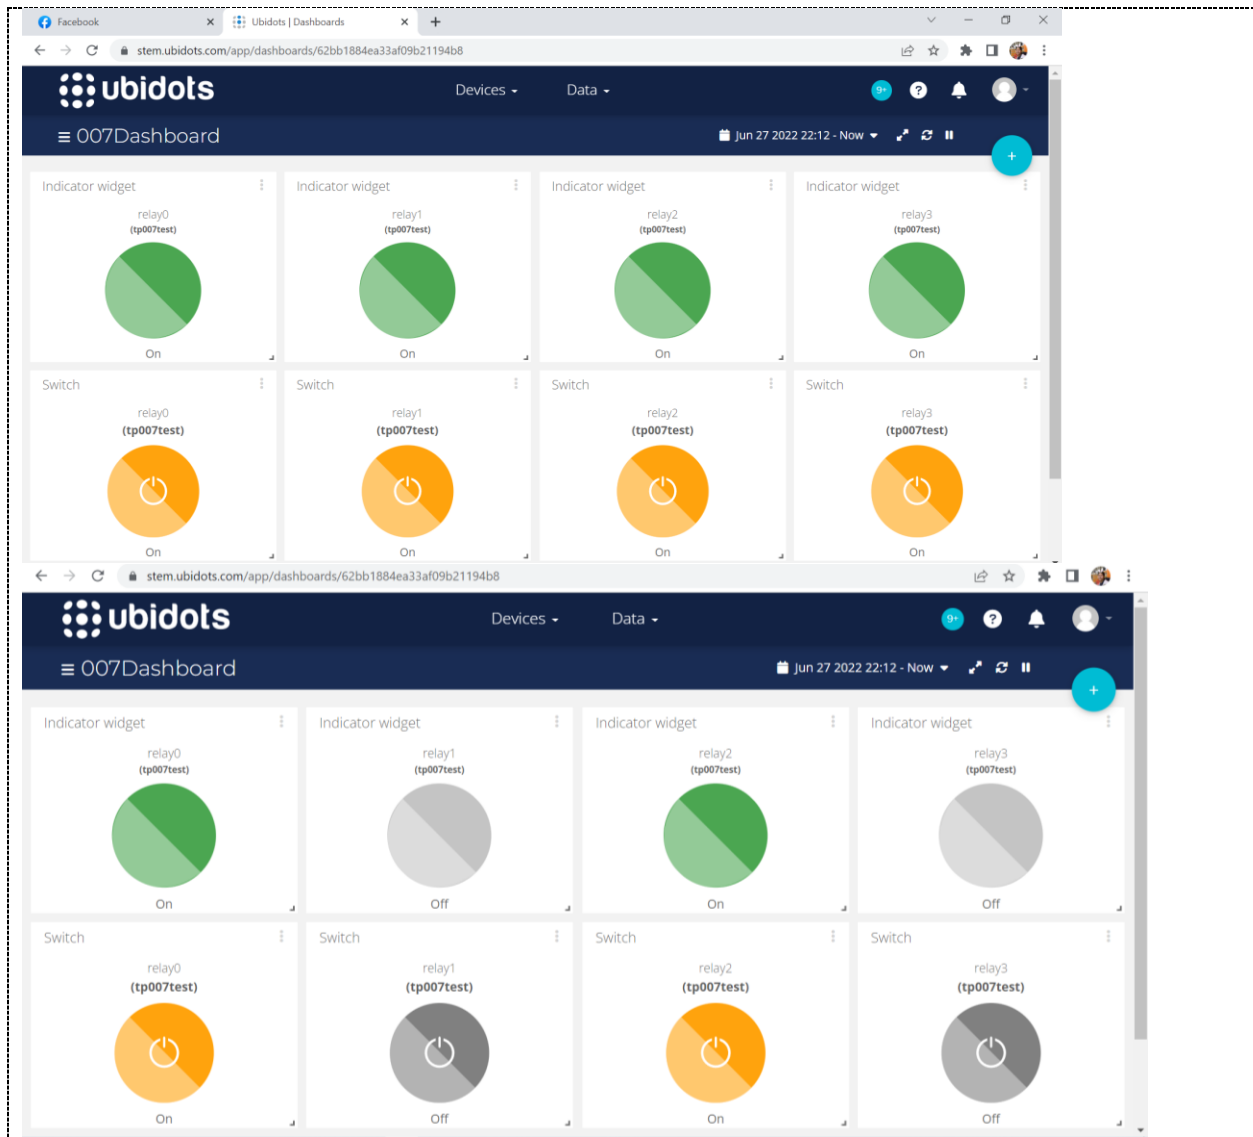 Facebook
Ubidots | Dashboards
stem.ubidots.com/app/dashboards/62bb1884ea33af09b21194b8
ubidots Devices Data 9+ ?
007Dashboard Jun 27 2022 22:12 - Now
+
Indicator widget Indicator widget Indicator widget Indicator widget
relay0 relay1 relay2 relay3
(tp007test) (tp007test) (tp007test) (tp007test)
On On On On
Switch Switch Switch Switch
relay0 relay1 relay2 relay3
(tp007test) (tp007test) (tp007test) (tp007test)
On On On On
stem.ubidots.com/app/dashboards/62bb1884ea33af09b21194b8
ubidots Devices Data 9+ ?
007Dashboard Jun 27 2022 22:12 - Now
+
Indicator widget Indicator widget Indicator widget Indicator widget
relay0 relay1 relay2 relay3
(tp007test) (tp007test) (tp007test) (tp007test)
On Off On Off
Switch Switch Switch Switch
relay0 relay1 relay2 relay3
(tp007test) (tp007test) (tp007test) (tp007test)
On Off On Off